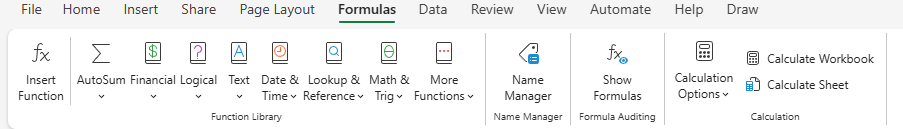 File Home Insert Share Page Layout Formulas Data Review View Automate Help Draw
fx Insert Function
AutoSum
Financial
Logical
Text
Date & Time
Lookup & Reference
Math & Trig
More Functions
Function Library
Name Manager
Name Manager
fx Show Formulas
Formula Auditing
Calculation Options
Calculate Workbook
Calculate Sheet
Calculation